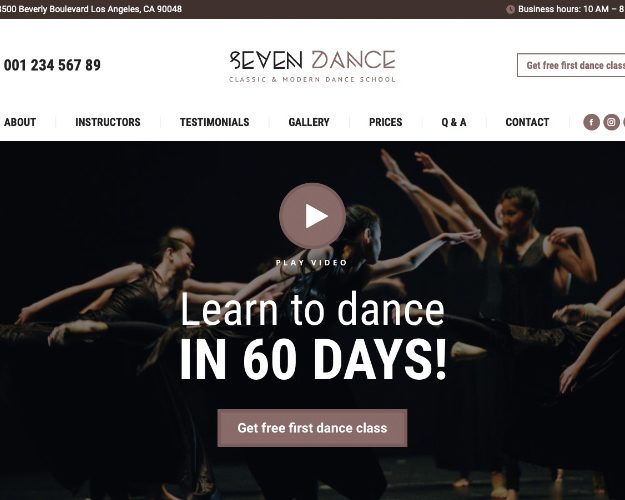 8500 Beverly Boulevard Los Angeles, CA 90048
Business hours: 10 AM – 8
001 234 567 89
SEVEN DANCE
CLASSIC & MODERN DANCE SCHOOL
Get free first dance class
ABOUT INSTRUCTORS TESTIMONIALS GALLERY PRICES Q & A CONTACT
PLAY VIDEO
Learn to dance
IN 60 DAYS!
Get free first dance class